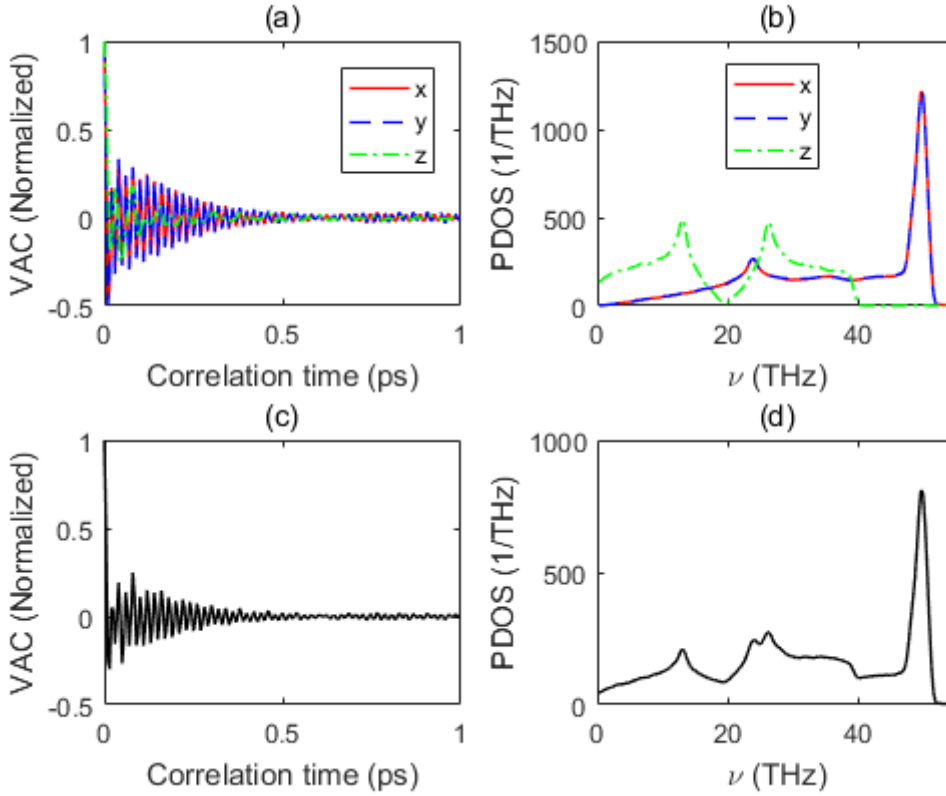 (a)
VAC (Normalized)
1
0.5
0
-0.5
x
y
z
0
0.5
1
Correlation time (ps)
(b)
PDOS (1/THz)
1500
1000
500
0
x
y
z
0
20
40
ν (THz)
(c)
VAC (Normalized)
1
0.5
0
-0.5
0
0.5
1
Correlation time (ps)
(d)
PDOS (1/THz)
1000
500
0
0
20
40
ν (THz)